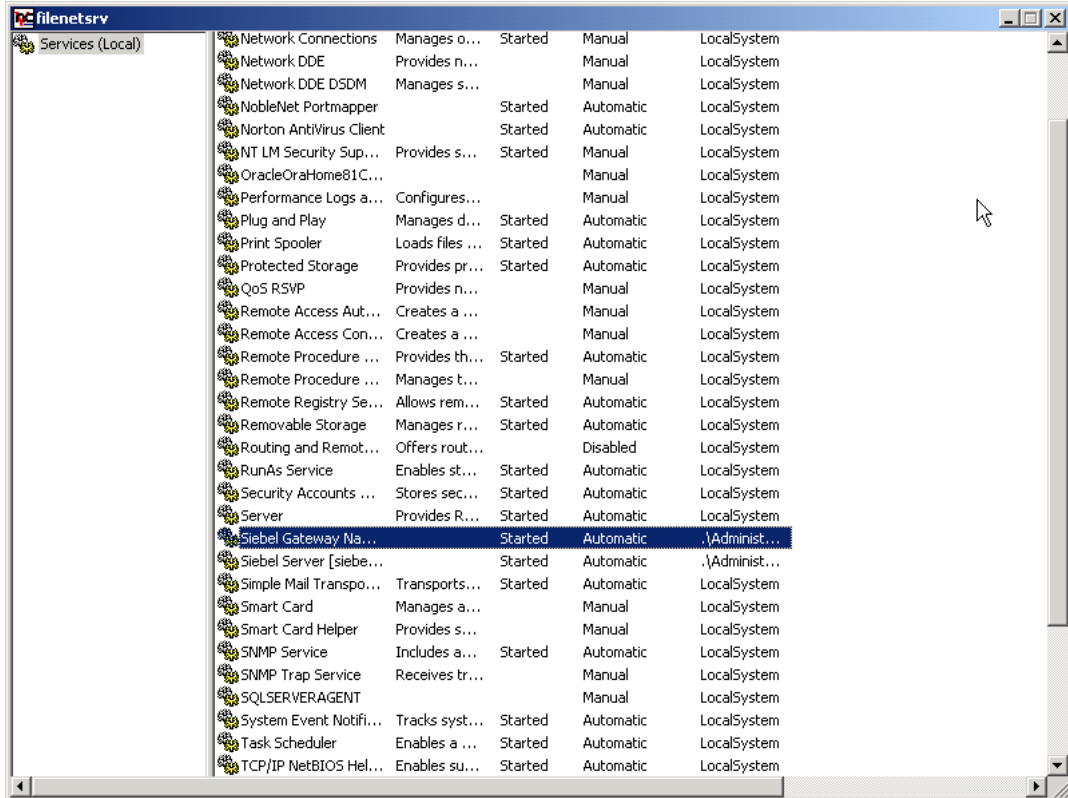 filenetsrv
Services (Local)
Network Connections Manages o... Started Manual LocalSystem
Network DDE Provides n... Manual LocalSystem
Network DDE DSDM Manages s... Manual LocalSystem
NobleNet Portmapper Started Automatic LocalSystem
Norton AntiVirus Client Started Automatic LocalSystem
NT LM Security Sup... Provides s... Started Manual LocalSystem
OracleOraHome81C... Manual LocalSystem
Performance Logs a... Configures... Manual LocalSystem
Plug and Play Manages d... Started Automatic LocalSystem
Print Spooler Loads files ... Started Automatic LocalSystem
Protected Storage Provides pr... Started Automatic LocalSystem
QoS RSVP Provides n... Manual LocalSystem
Remote Access Aut... Creates a ... Manual LocalSystem
Remote Access Con... Creates a ... Manual LocalSystem
Remote Procedure ... Provides th... Started Automatic LocalSystem
Remote Procedure ... Manages t... Manual LocalSystem
Remote Registry Se... Allows rem... Started Automatic LocalSystem
Removable Storage Manages r... Started Automatic LocalSystem
Routing and Remot... Offers rout... Disabled LocalSystem
RunAs Service Enables st... Started Automatic LocalSystem
Security Accounts ... Stores sec... Started Automatic LocalSystem
Server Provides R... Started Automatic LocalSystem
Siebel Gateway Na... Started Automatic .\Administ...
Siebel Server [siebe... Started Automatic .\Administ...
Simple Mail Transpo... Transports... Started Automatic LocalSystem
Smart Card Manages a... Manual LocalSystem
Smart Card Helper Provides s... Manual LocalSystem
SNMP Service Includes a... Started Automatic LocalSystem
SNMP Trap Service Receives tr... Manual LocalSystem
SQLSERVERAGENT Manual LocalSystem
System Event Notifi... Tracks syst... Started Automatic LocalSystem
Task Scheduler Enables a ... Started Automatic LocalSystem
TCP/IP NetBIOS Hel... Enables su... Started Automatic LocalSystem